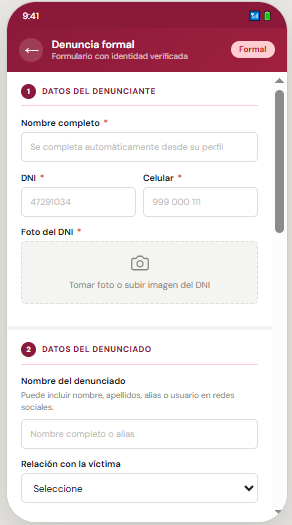 9:41
Denuncia formal
Formulario con identidad verificada
Formal
1 DATOS DEL DENUNCIANTE
Nombre completo *
Se completa automáticamente desde su perfil
DNI * Celular *
47291034 999 000 111
Foto del DNI *
Tomar foto o subir imagen del DNI
2 DATOS DEL DENUNCIADO
Nombre del denunciado
Puede incluir nombre, apellidos, alias o usuario en redes
sociales.
Nombre completo o alias
Relación con la víctima
Seleccione